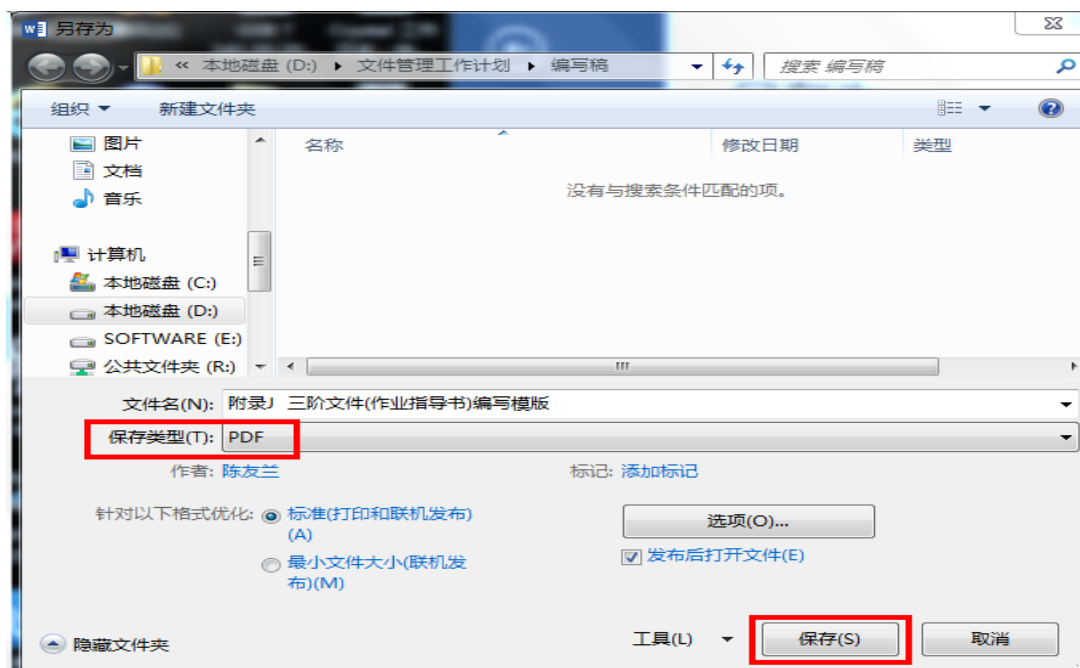 另存为
« 本地磁盘 (D:) ▸ 文件管理工作计划 ▸ 编写稿
搜索 编写稿
组织 新建文件夹
图片
文档
音乐
计算机
本地磁盘 (C:)
本地磁盘 (D:)
SOFTWARE (E:)
公共文件夹 (R:)
名称 修改日期 类型
没有与搜索条件匹配的项。
文件名(N): 附录J 三阶文件(作业指导书)编写模版
保存类型(T): PDF
作者: 陈友兰 标记: 添加标记
针对以下格式优化: 标准(打印和联机发布)
(A)
最小文件大小(联机发
布)(M)
选项(O)...
发布后打开文件(E)
隐藏文件夹 工具(L) 保存(S) 取消